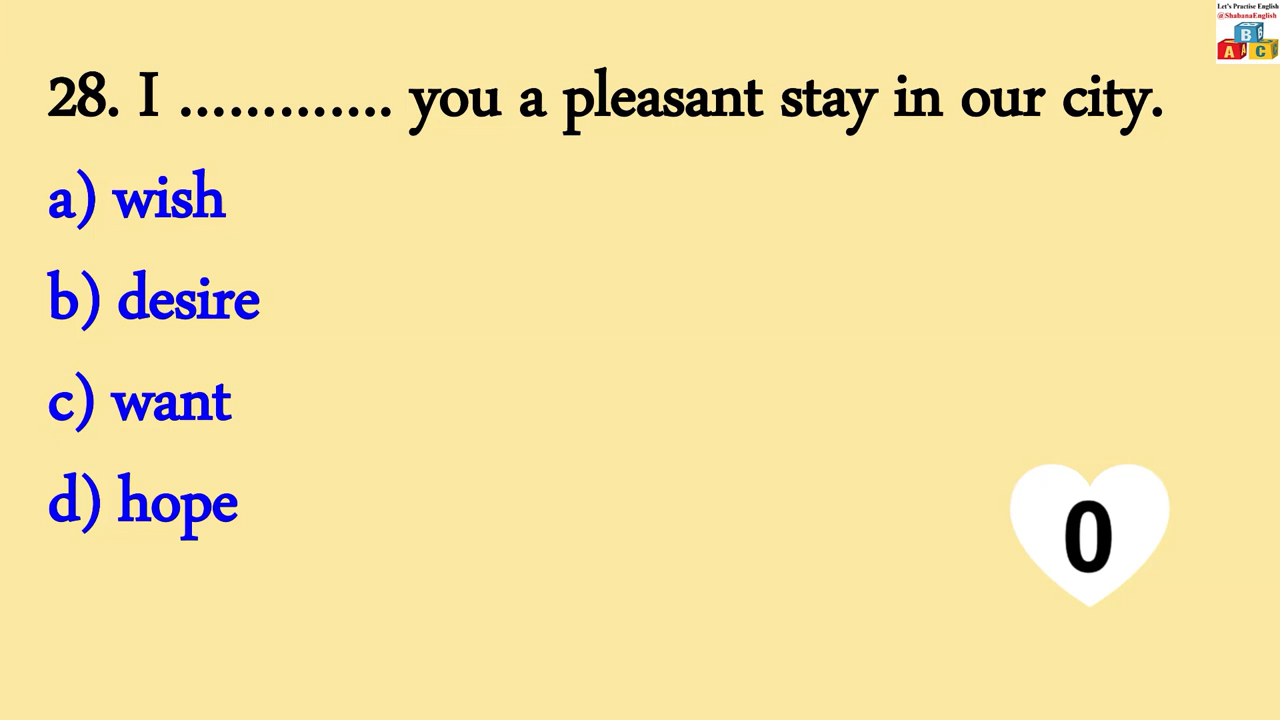 Let's Practise English
@ShabanaEnglish
B
A C
28. I ............. you a pleasant stay in our city.
a) wish
b) desire
c) want
d) hope
0